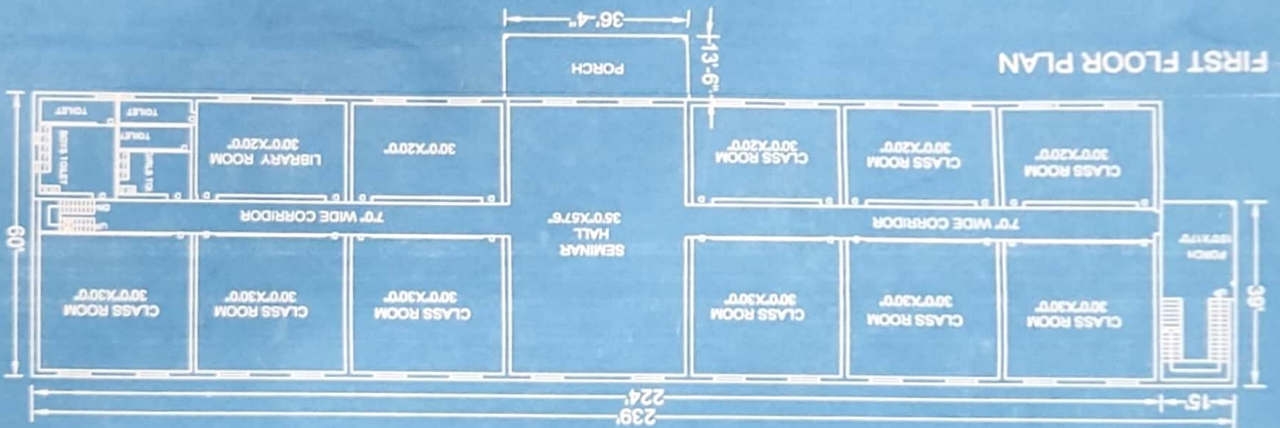 239'
15'
224'
CLASS ROOM
30'0"X30'0"
CLASS ROOM
30'0"X30'0"
CLASS ROOM
30'0"X30'0"
CLASS ROOM
30'0"X30'0"
CLASS ROOM
30'0"X30'0"
CLASS ROOM
30'0"X30'0"
39'
PORCH
SEMINAR
HALL
35'0"X57'6"
60'
7'0" WIDE CORRIDOR
7'0" WIDE CORRIDOR
UP
DN
CLASS ROOM
30'0"X20'0"
CLASS ROOM
30'0"X20'0"
CLASS ROOM
30'0"X20'0"
30'0"X20'0"
LIBRARY ROOM
30'0"X20'0"
GIRLS TOI
BOYS TOILET
TOILET
TOILET
TOILET
FIRST FLOOR PLAN
13'-6"
PORCH
36'-4"